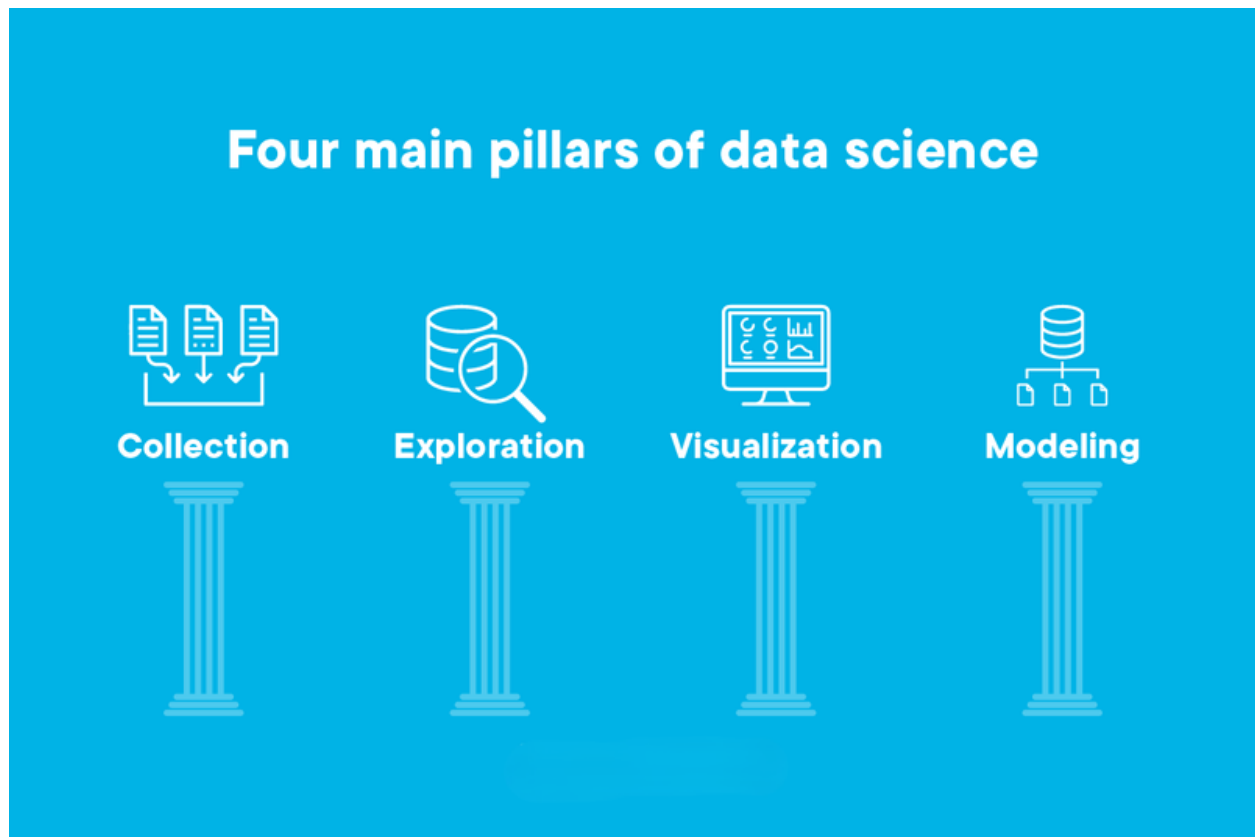 Four main pillars of data science
Collection
Exploration
Visualization
Modeling